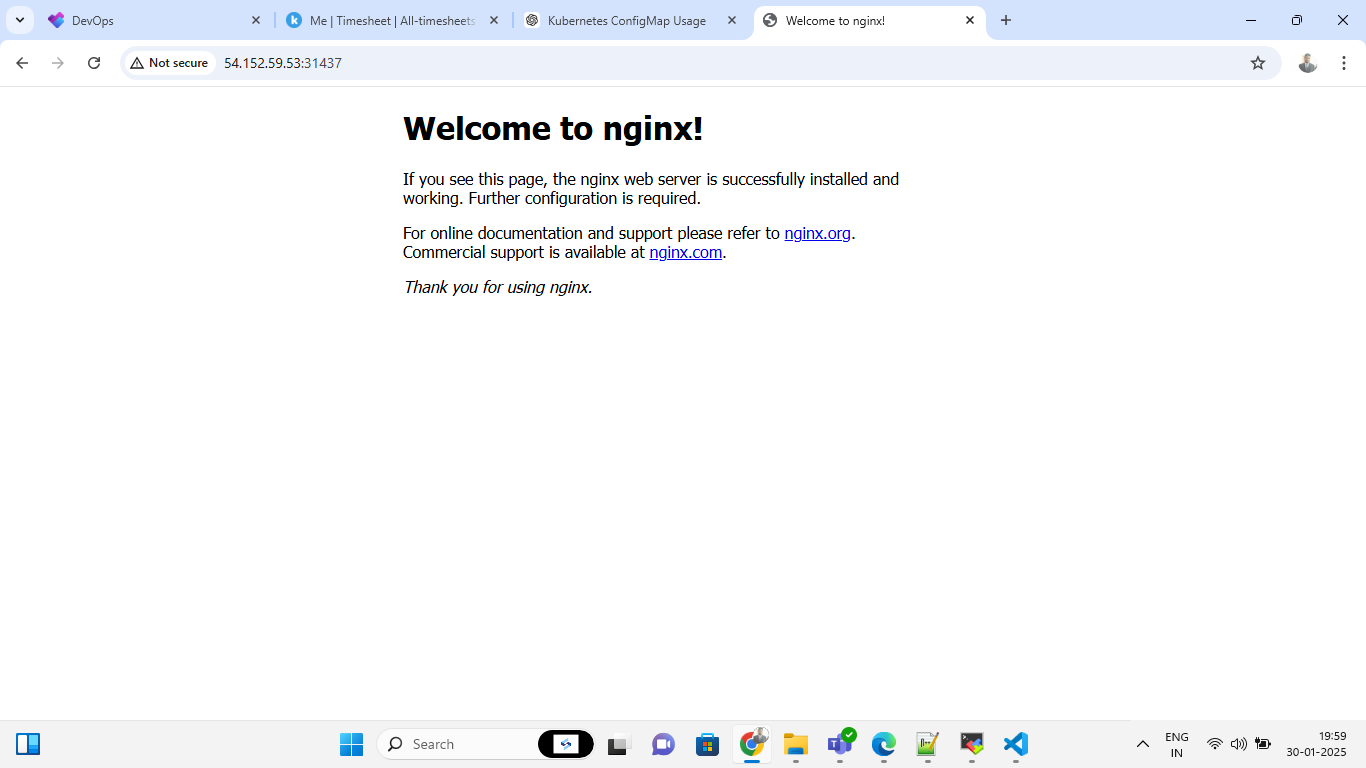 DevOps
Me | Timesheet | All-timesheets
Kubernetes ConfigMap Usage
Welcome to nginx!
Not secure
54.152.59.53:31437
Welcome to nginx!
If you see this page, the nginx web server is successfully installed and
working. Further configuration is required.
For online documentation and support please refer to nginx.org.
Commercial support is available at nginx.com.
Thank you for using nginx.
Search
ENG
IN
19:59
30-01-2025